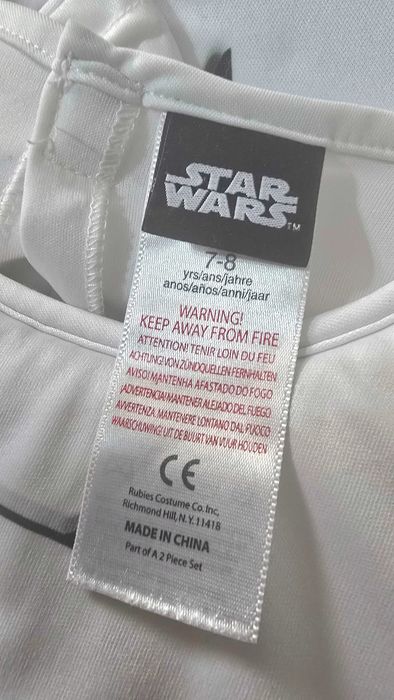 STAR
WARS
TM
7-8
yrs/ans/jahre
anos/años/anni/jaar
WARNING!
KEEP AWAY FROM FIRE
ATTENTION! TENIR LOIN DU FEU
ACHTUNG! VON ZÜNDQUELLEN FERNHALTEN
AVISO! MANTENHA AFASTADO DO FOGO
¡ADVERTENCIA! MANTENER ALEJADO DEL FUEGO
AVVERTENZA. MANTENERE LONTANO DAL FUOCO
WAARSCHUWING! UIT DE BUURT VAN VUUR HOUDEN
CE
Rubies Costume Co. Inc,
Richmond Hill, N.Y. 11418
MADE IN CHINA
Part of A 2 Piece Set